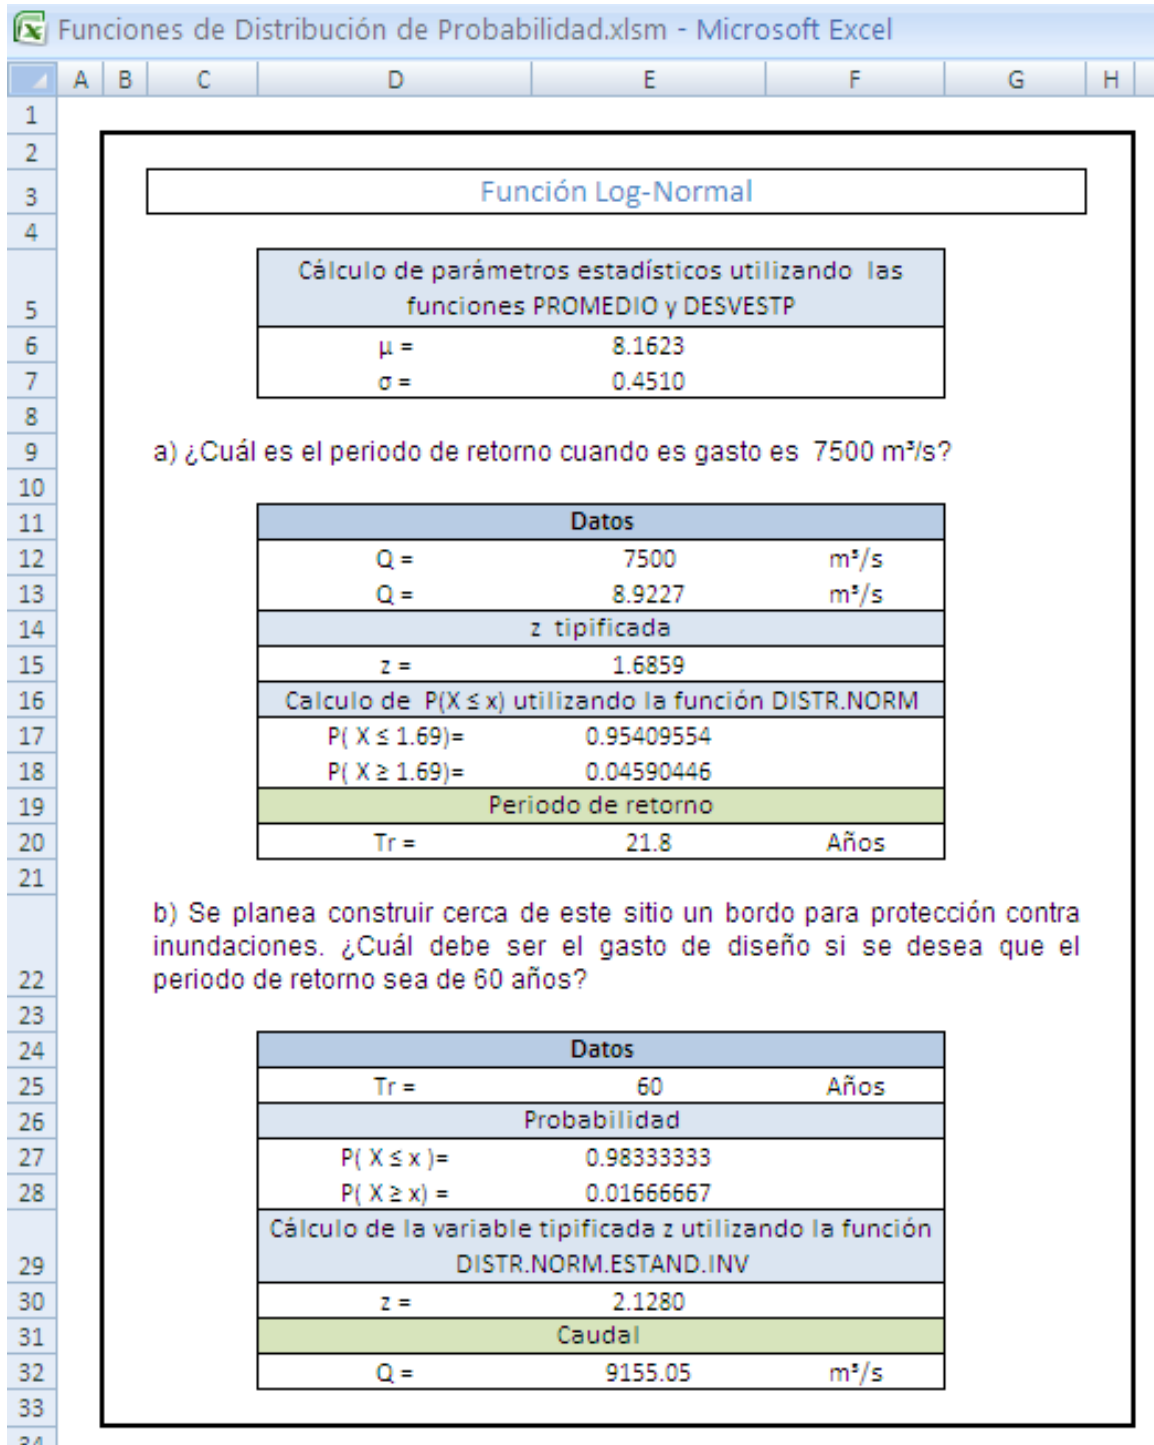 Funciones de Distribución de Probabilidad.xlsm - Microsoft Excel
A B C D E F G H
1
2
3 Función Log-Normal
4
Cálculo de parámetros estadísticos utilizando las
5 funciones PROMEDIO y DESVESTP
6 μ = 8.1623
7 σ = 0.4510
8
9 a) ¿Cuál es el periodo de retorno cuando es gasto es 7500 m³/s?
10
11 Datos
12 Q = 7500 m³/s
13 Q = 8.9227 m³/s
14 z tipificada
15 z = 1.6859
16 Calculo de P(X ≤ x) utilizando la función DISTR.NORM
17 P( X ≤ 1.69)= 0.95409554
18 P( X ≥ 1.69)= 0.04590446
19 Periodo de retorno
20 Tr = 21.8 Años
21
b) Se planea construir cerca de este sitio un bordo para protección contra
inundaciones. ¿Cuál debe ser el gasto de diseño si se desea que el
22 periodo de retorno sea de 60 años?
23
24 Datos
25 Tr = 60 Años
26 Probabilidad
27 P( X ≤ x )= 0.98333333
28 P( X ≥ x) = 0.01666667
Cálculo de la variable tipificada z utilizando la función
29 DISTR.NORM.ESTAND.INV
30 z = 2.1280
31 Caudal
32 Q = 9155.05 m³/s
33
34